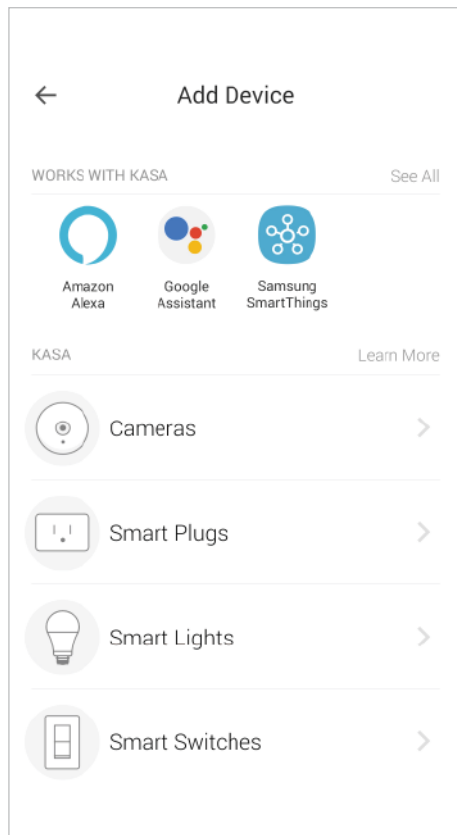 Add Device
WORKS WITH KASA See All
Amazon Google Samsung
Alexa Assistant SmartThings
KASA Learn More
Cameras
Smart Plugs
Smart Lights
Smart Switches